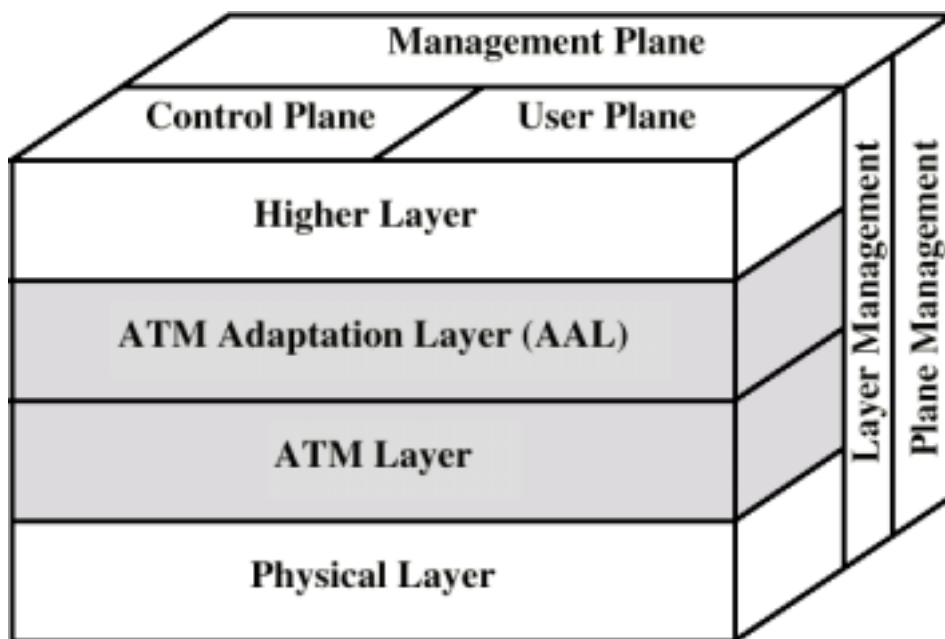 Management Plane
Control Plane
User Plane
Higher Layer
ATM Adaptation Layer (AAL)
ATM Layer
Physical Layer
Layer Management
Plane Management